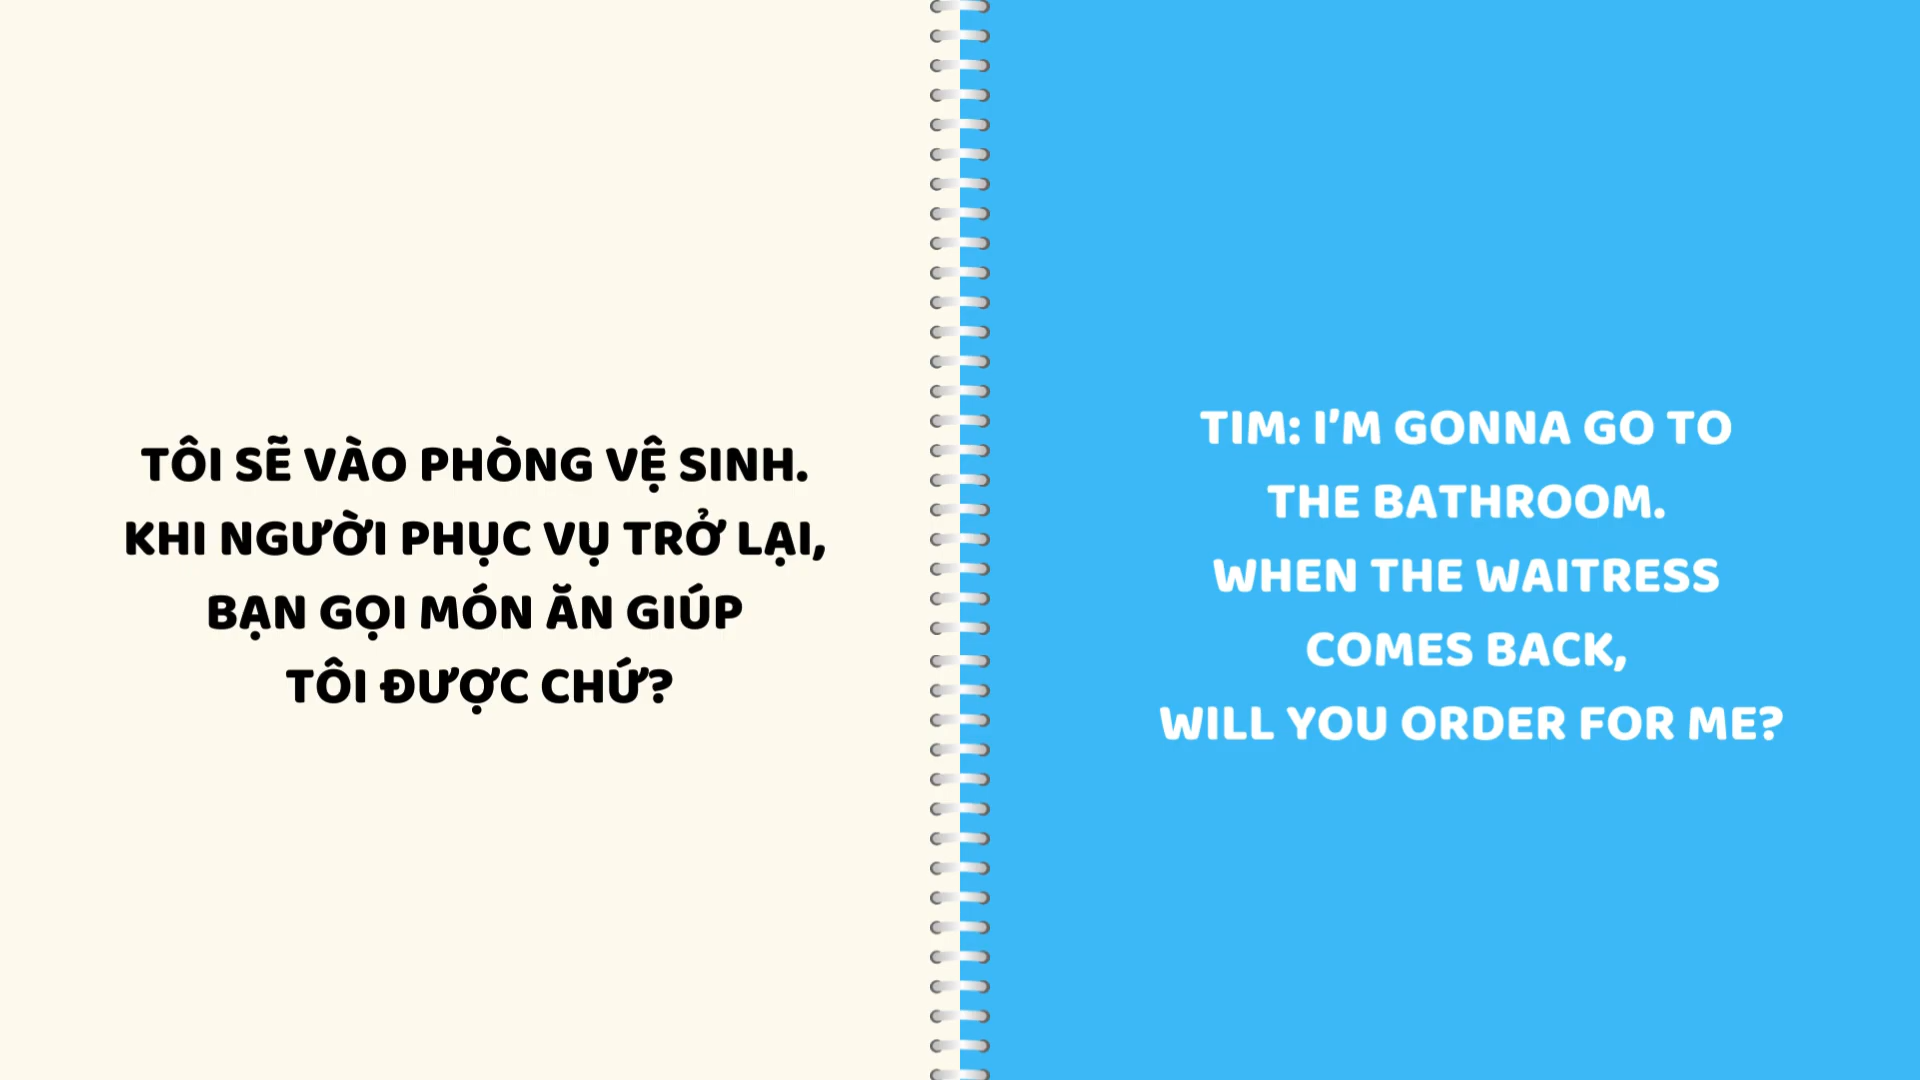 TÔI SẼ VÀO PHÒNG VỆ SINH.
KHI NGƯỜI PHỤC VỤ TRỞ LẠI,
BẠN GỌI MÓN ĂN GIÚP
TÔI ĐƯỢC CHỨ?
TIM: I'M GONNA GO TO
THE BATHROOM.
WHEN THE WAITRESS
COMES BACK,
WILL YOU ORDER FOR ME?